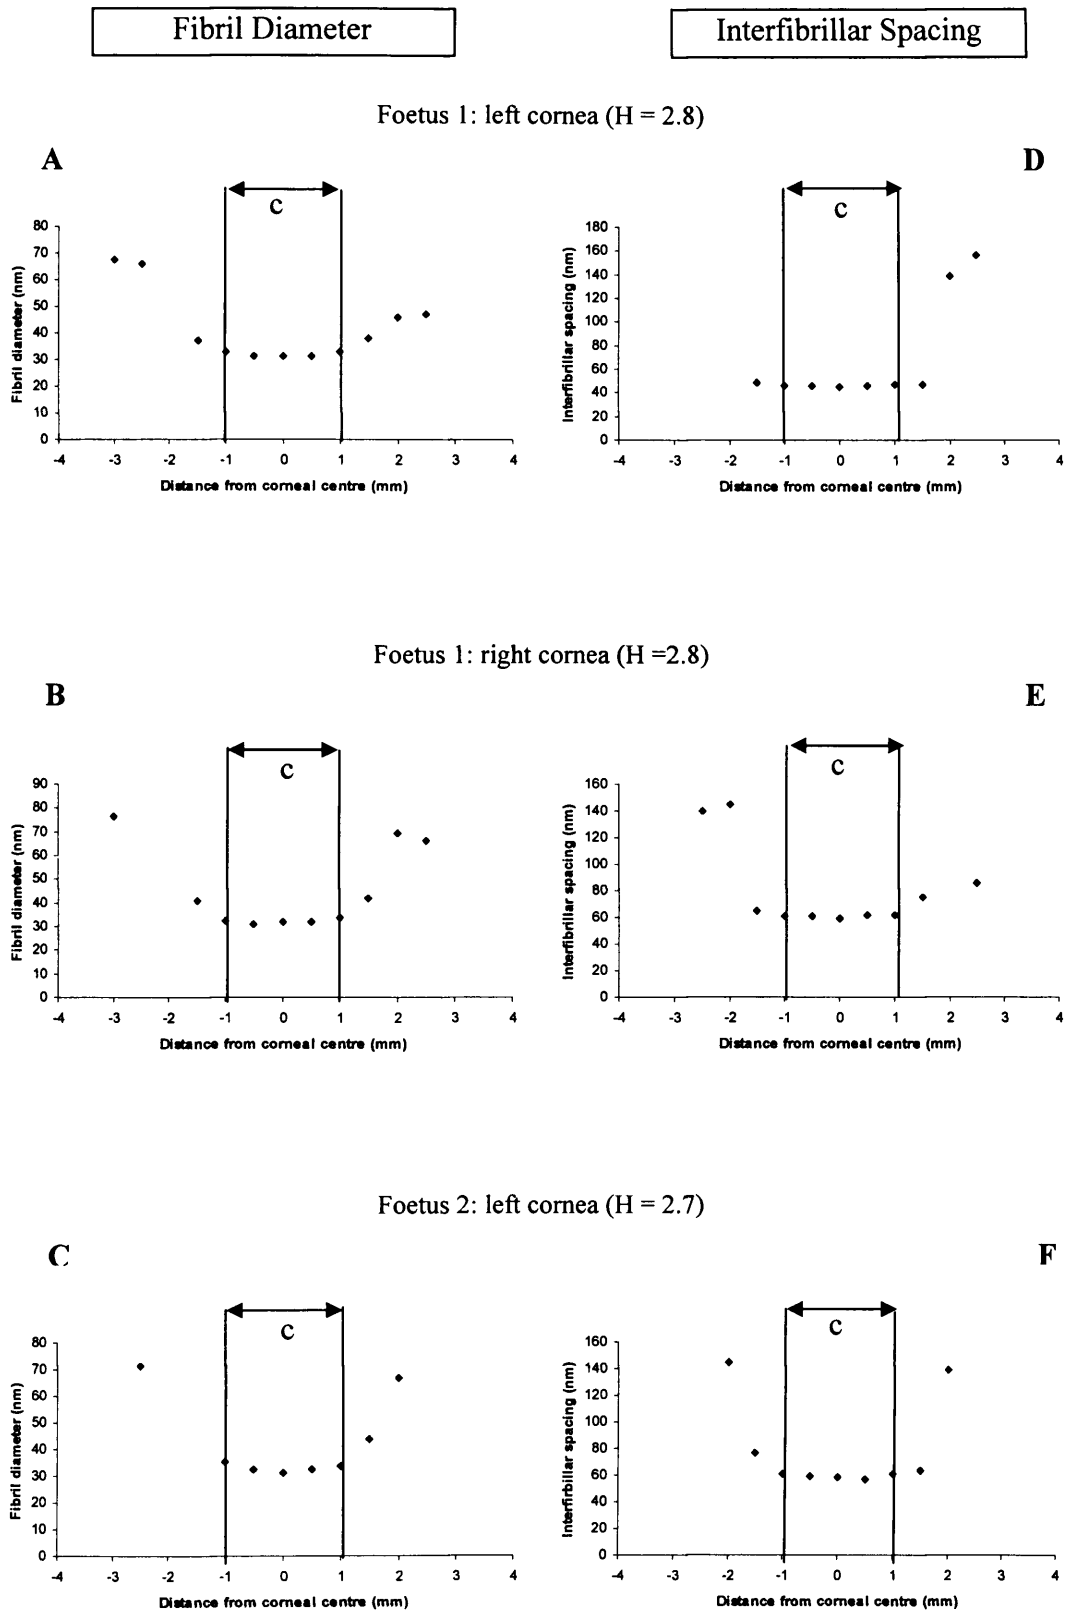 Fibril Diameter
Interfibrillar Spacing
Foetus 1: left cornea (H = 2.8)
A
D
c
c
80
70
60
50
40
30
20
10
0
Fibril diameter (nm)
-4 -3 -2 -1 0 1 2 3 4
Distance from corneal centre (mm)
180
160
140
120
100
80
60
40
20
0
Interfibrillar spacing (nm)
-4 -3 -2 -1 0 1 2 3 4
Distance from corneal centre (mm)
Foetus 1: right cornea (H =2.8)
B
E
c
c
90
80
70
60
50
40
30
20
10
0
Fibril diameter (nm)
-4 -3 -2 -1 0 1 2 3 4
Distance from corneal centre (mm)
160
140
120
100
80
60
40
20
0
Interfibrillar spacing (nm)
-4 -3 -2 -1 0 1 2 3 4
Distance from corneal centre (mm)
Foetus 2: left cornea (H = 2.7)
C
F
c
c
80
70
60
50
40
30
20
10
0
Fibril diameter (nm)
-4 -3 -2 -1 0 1 2 3 4
Distance from corneal centre (mm)
160
140
120
100
80
60
40
20
0
Interfirbillar spacing (nm)
-4 -3 -2 -1 0 1 2 3 4
Distance from corneal centre (mm)